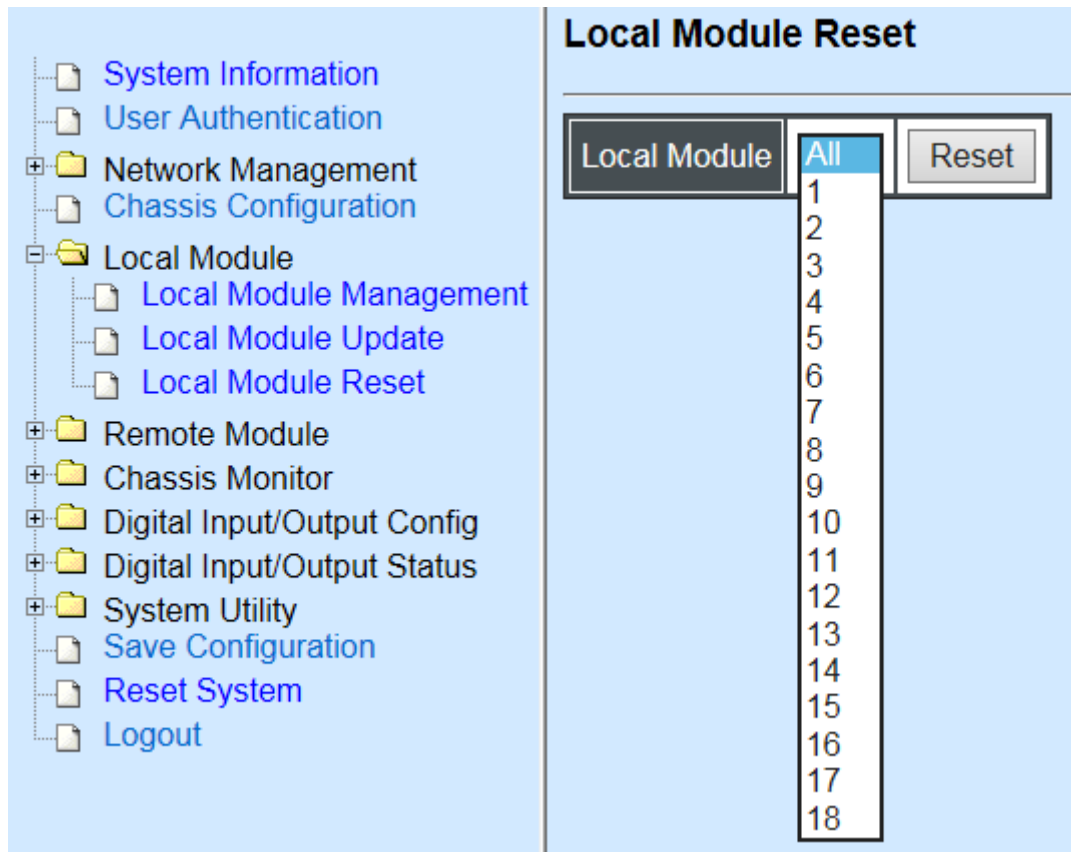 System Information
User Authentication
Network Management
Chassis Configuration
Local Module
Local Module Management
Local Module Update
Local Module Reset
Remote Module
Chassis Monitor
Digital Input/Output Config
Digital Input/Output Status
System Utility
Save Configuration
Reset System
Logout
Local Module Reset
Local Module All Reset
1
2
3
4
5
6
7
8
9
10
11
12
13
14
15
16
17
18